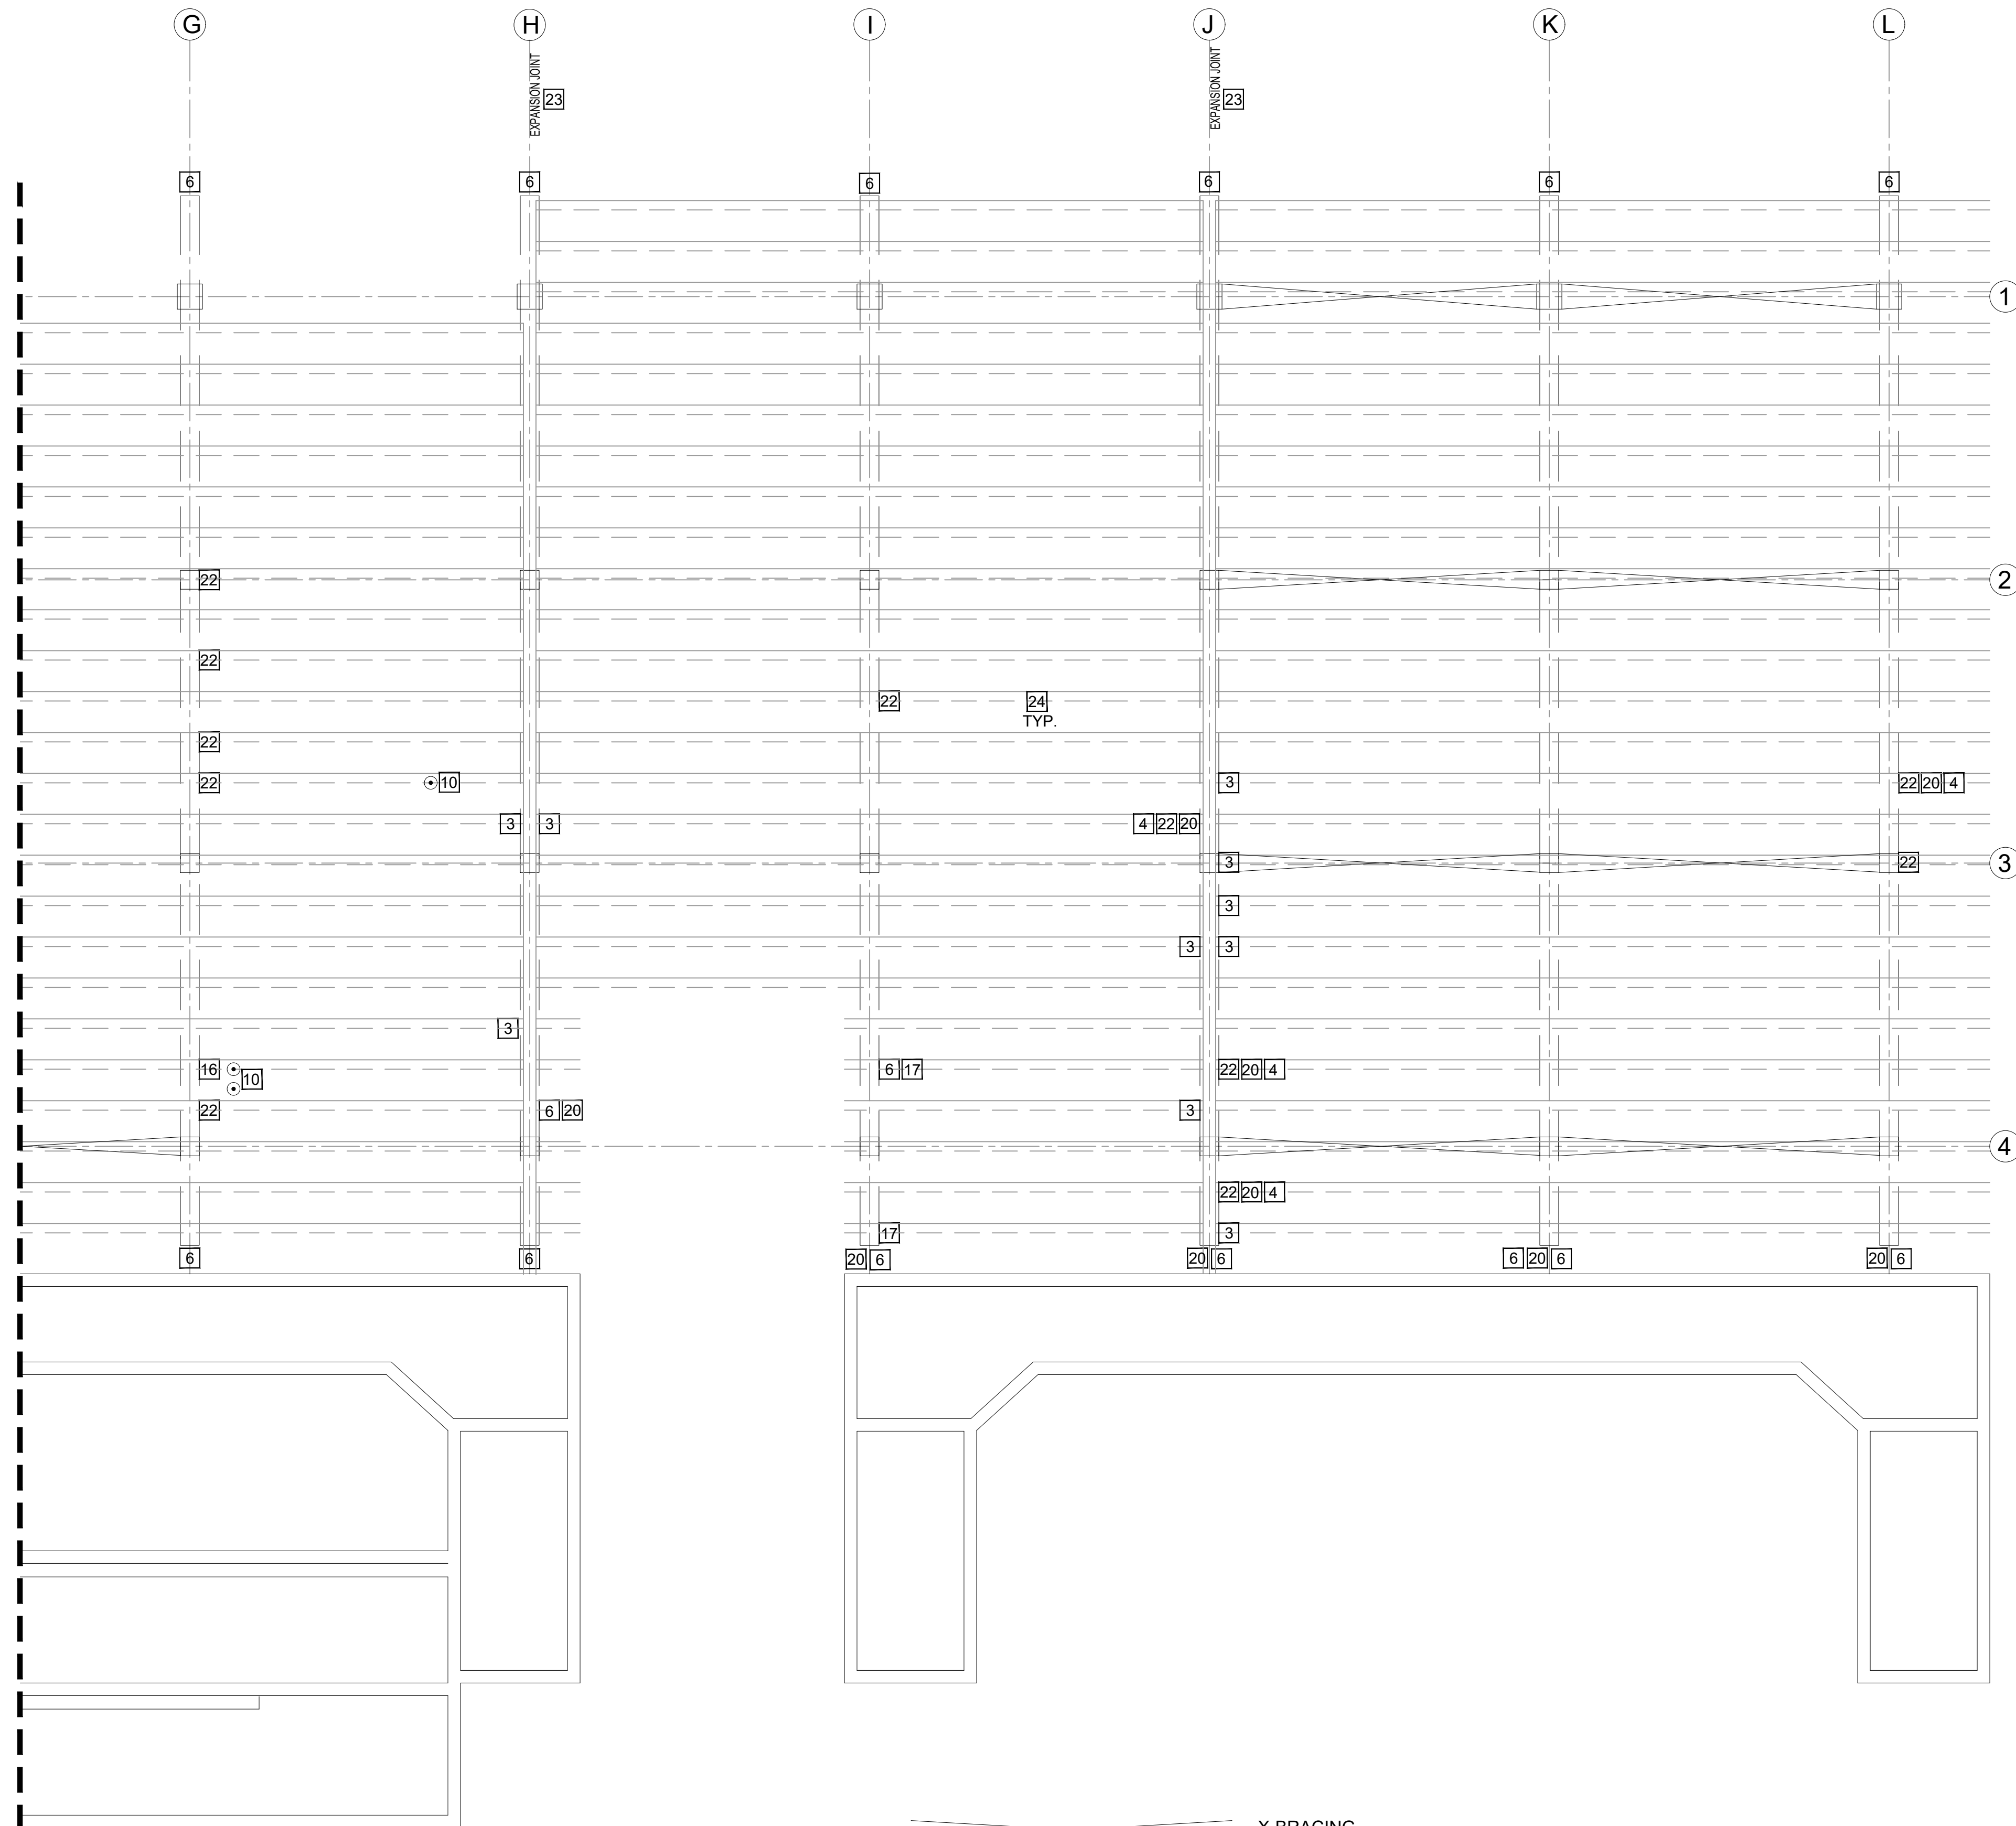 G H I J K L
EXPANSION JOINT
23
EXPANSION JOINT
23
6 6 6 6 6 6
1
22 2
22
22 24
TYP.
22
22 10 3 22 20 4
3 3 4 22 20
3 22 3
3
3 3
3
16 10 6 17 22 20 4
22 6 20 3
4
22 20 4
17 3
6 6 20 6 20 6 6 20 6 20 6
X-BRACING